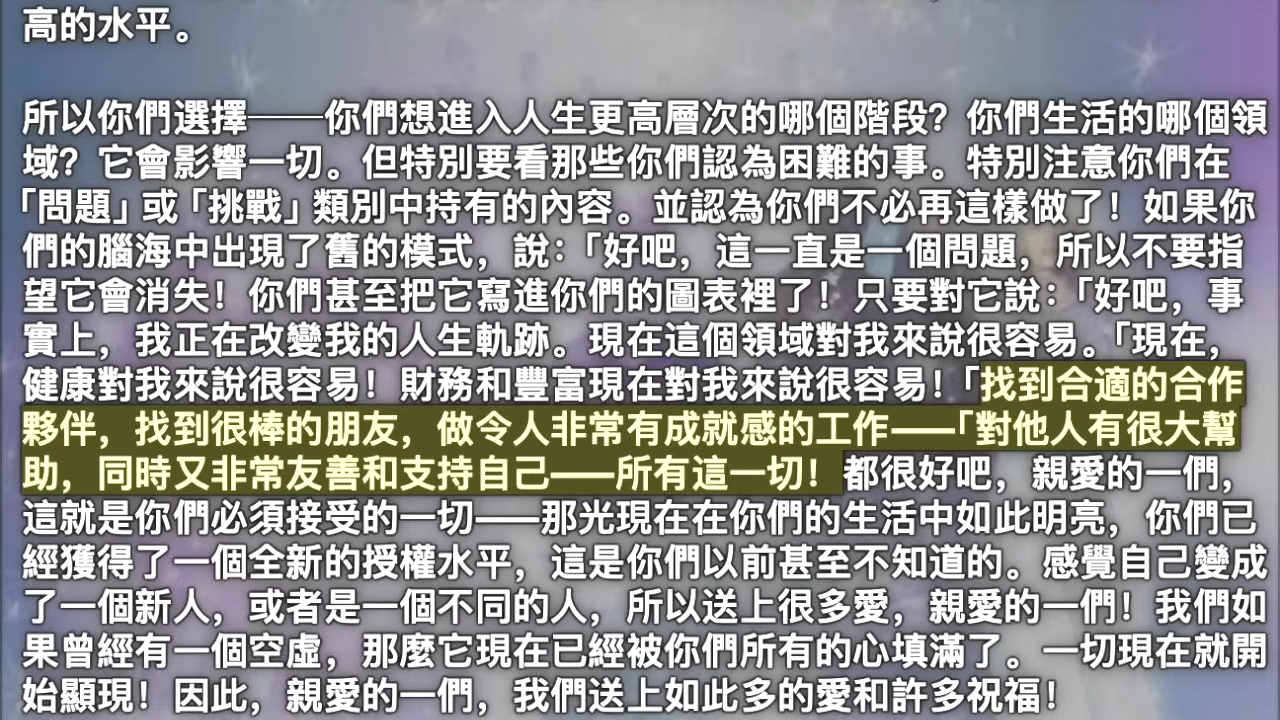 高的水平。
所以你們選擇──你們想進入人生更高層次的哪個階段？你們生活的哪個領
域？它會影響一切。但特別要看那些你們認為困難的事。特別注意你們在
「問題」或「挑戰」類別中持有的內容。並認為你們不必再這樣做了！如果你
們的腦海中出現了舊的模式，說：「好吧，這一直是一個問題，所以不要指
望它會消失！你們甚至把它寫進你們的圖表裡了！只要對它說：「好吧，事
實上，我正在改變我的人生軌跡。現在這個領域對我來說很容易。「現在，
健康對我來說很容易！財務和豐富現在對我來說很容易！「找到合適的合作
夥伴，找到很棒的朋友，做令人非常有成就感的工作——「對他人有很大幫
助，同時又非常友善和支持自己——所有這一切！都很好吧，親愛的一們，
這就是你們必須接受的一切——那光現在在你們的生活中如此明亮，你們已
經獲得了一個全新的授權水平，這是你們以前甚至不知道的。感覺自己變成
了一個新人，或者是一個不同的人，所以送上很多愛，親愛的一們！我們如
果曾經有一個空虛，那麼它現在已經被你們所有的心填滿了。一切現在就開
始顯現！因此，親愛的一們，我們送上如此多的愛和許多祝福！